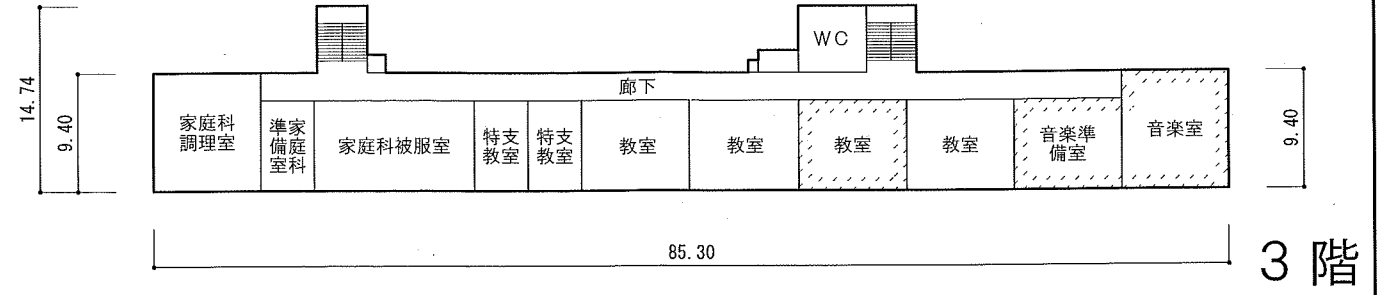 WC
14.74
9.40
廊下
家庭科
調理室
家庭科
準備室
家庭科被服室
特支
教室
特支
教室
教室
教室
教室
教室
音楽準
備室
音楽室
9.40
85.30
3階